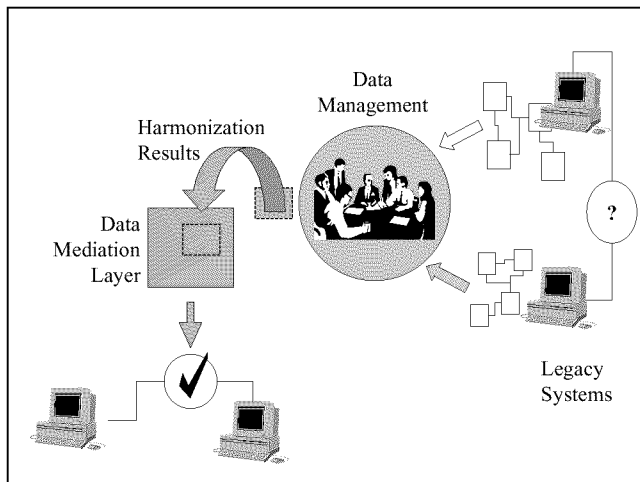 Data
Management
Harmonization
Results
Data
Mediation
Layer
?
Legacy
Systems